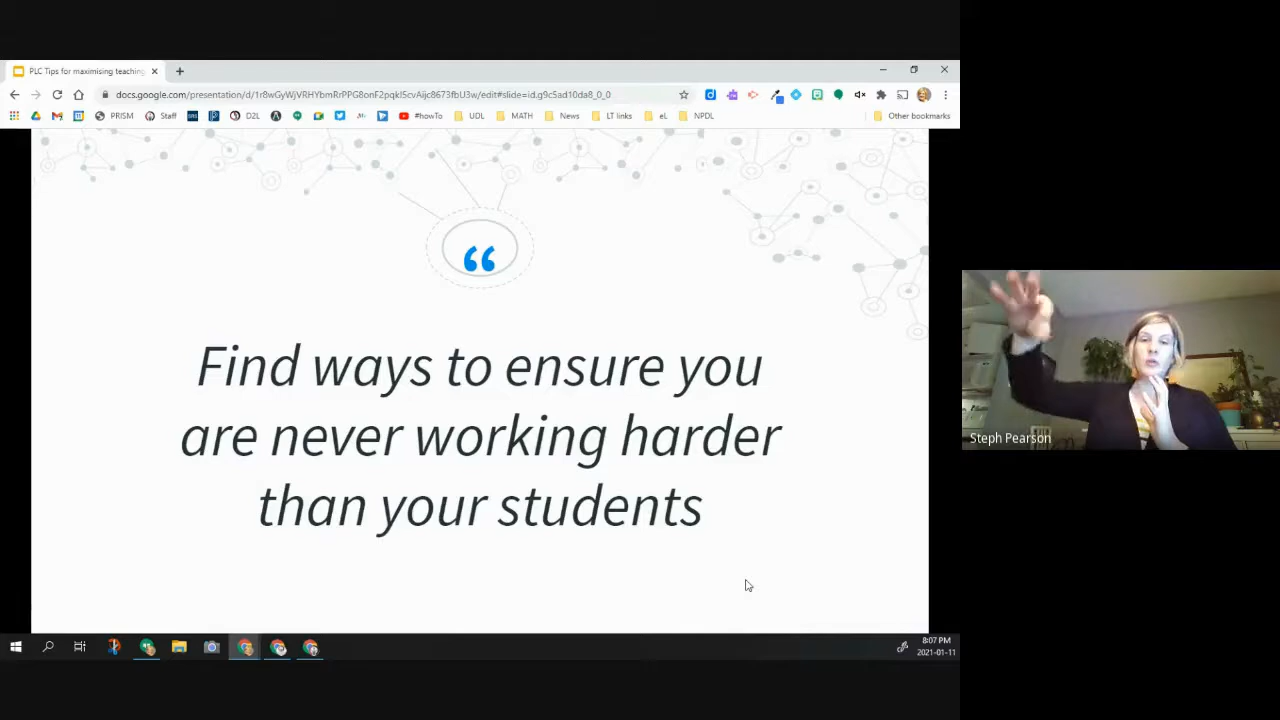 PLC Tips for maximising teaching
docs.google.com/presentation/d/1r8wGyWjVRHYbmRrPPG8onF2pqkI5cvAijc8673fbU3w/edit#slide=id.g9c5ad10da8_0_0
PRISM Staff D2L #howTo UDL MATH News LT links eL NPDL Other bookmarks
“
Find ways to ensure you
are never working harder
than your students
Steph Pearson
8:07 PM
2021-01-11